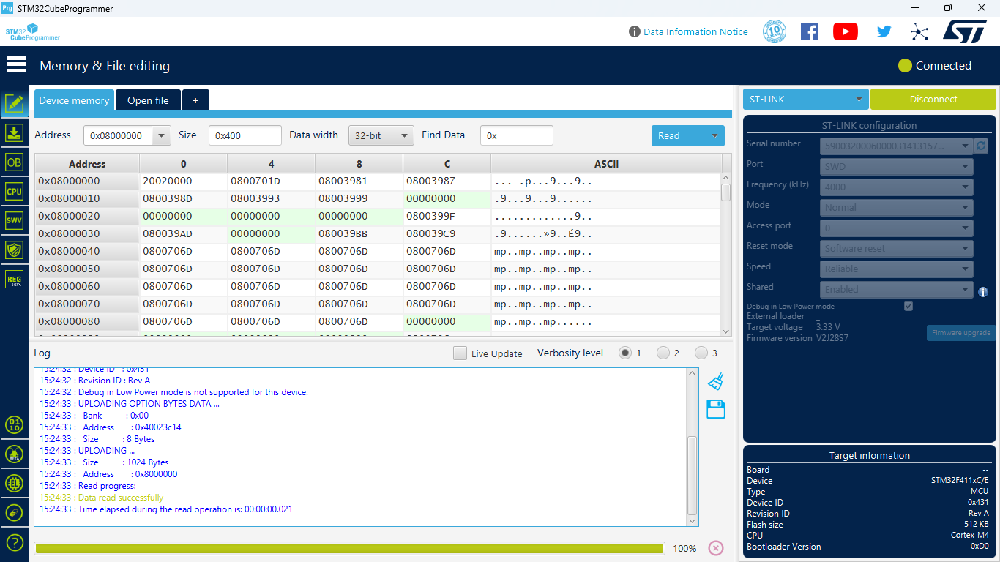 Prg STM32CubeProgrammer
STM32 CubeProgrammer
Data Information Notice
10 YEARS
Memory & File editing
Connected
Device memory Open file +
Address 0x08000000 Size 0x400 Data width 32-bit Find Data 0x Read
Address 0 4 8 C ASCII
0x08000000 20020000 0800701D 08003981 08003987 ... .p...9...9..
0x08000010 0800398D 08003993 08003999 00000000 .9...9...9......
0x08000020 00000000 00000000 00000000 0800399F .............9..
0x08000030 080039AD 00000000 080039BB 080039C9 .9......»9..É9..
0x08000040 0800706D 0800706D 0800706D 0800706D mp..mp..mp..mp..
0x08000050 0800706D 0800706D 0800706D 0800706D mp..mp..mp..mp..
0x08000060 0800706D 0800706D 0800706D 0800706D mp..mp..mp..mp..
0x08000070 0800706D 0800706D 0800706D 0800706D mp..mp..mp..mp..
0x08000080 0800706D 0800706D 0800706D 00000000 mp..mp..mp......
OB
CPU
SWV
REG
BETA
01
10
BETA
Log Live Update Verbosity level 1 2 3
15:24:32 : Device ID : 0x431
15:24:32 : Revision ID : Rev A
15:24:32 : Debug in Low Power mode is not supported for this device.
15:24:33 : UPLOADING OPTION BYTES DATA ...
15:24:33 : Bank : 0x00
15:24:33 : Address : 0x40023c14
15:24:33 : Size : 8 Bytes
15:24:33 : UPLOADING ...
15:24:33 : Size : 1024 Bytes
15:24:33 : Address : 0x8000000
15:24:33 : Read progress:
15:24:33 : Data read successfully
15:24:33 : Time elapsed during the read operation is: 00:00:00.021
100%
ST-LINK Disconnect
ST-LINK configuration
Serial number 5900320006000031413157...
Port SWD
Frequency (kHz) 4000
Mode Normal
Access port 0
Reset mode Software reset
Speed Reliable
Shared Enabled
Debug in Low Power mode
External loader _
Target voltage 3.33 V
Firmware version V2J28S7 Firmware upgrade
Target information
Board --
Device STM32F411xC/E
Type MCU
Device ID 0x431
Revision ID Rev A
Flash size 512 KB
CPU Cortex-M4
Bootloader Version 0xD0